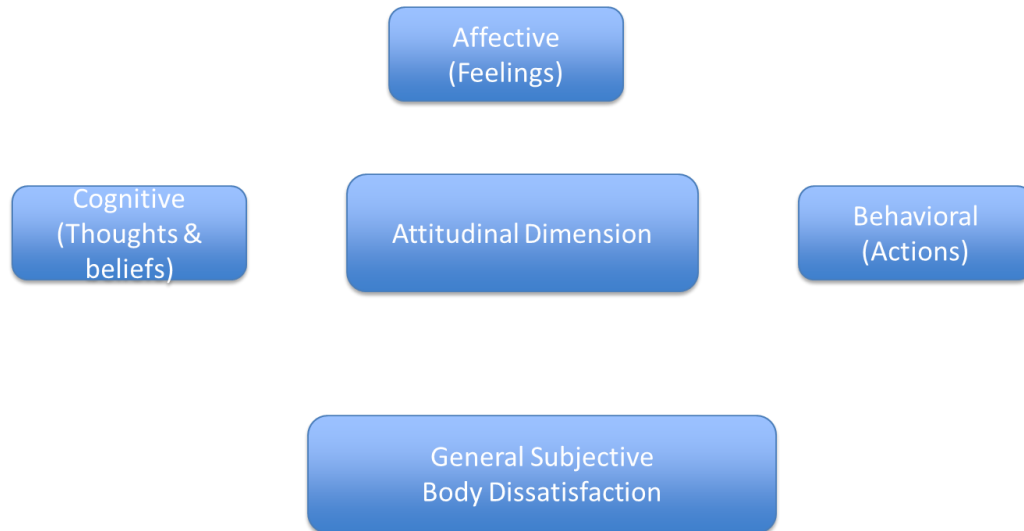 Affective
(Feelings)
Cognitive
(Thoughts &
beliefs)
Attitudinal Dimension
Behavioral
(Actions)
General Subjective
Body Dissatisfaction